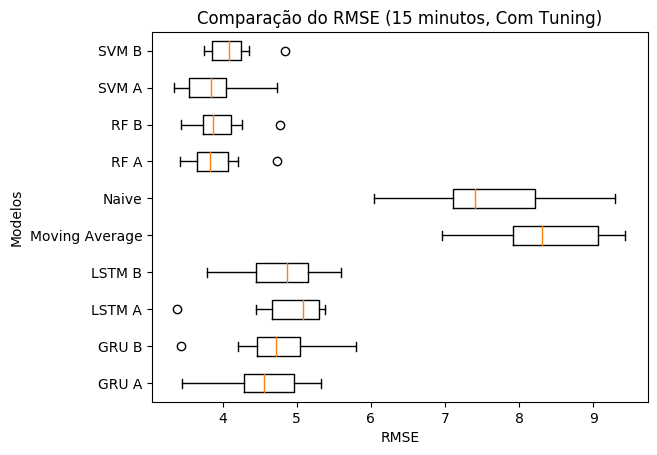 Comparação do RMSE (15 minutos, Com Tuning)
SVM B
SVM A
RF B
RF A
Naive
Moving Average
LSTM B
LSTM A
GRU B
GRU A
Modelos
4 5 6 7 8 9
RMSE